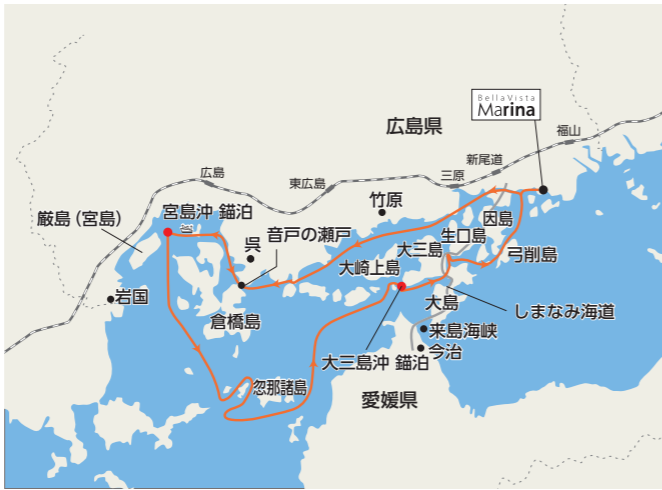 BellaVista
Marina
広島県
福山
新尾道
三原
東広島
広島
竹原
因島
厳島（宮島）
宮島沖 錨泊
音戸の瀬戸
呉
生口島
大三島
弓削島
大崎上島
岩国
倉橋島
大島
しまなみ海道
来島海峡
今治
大三島沖 錨泊
忽那諸島
愛媛県